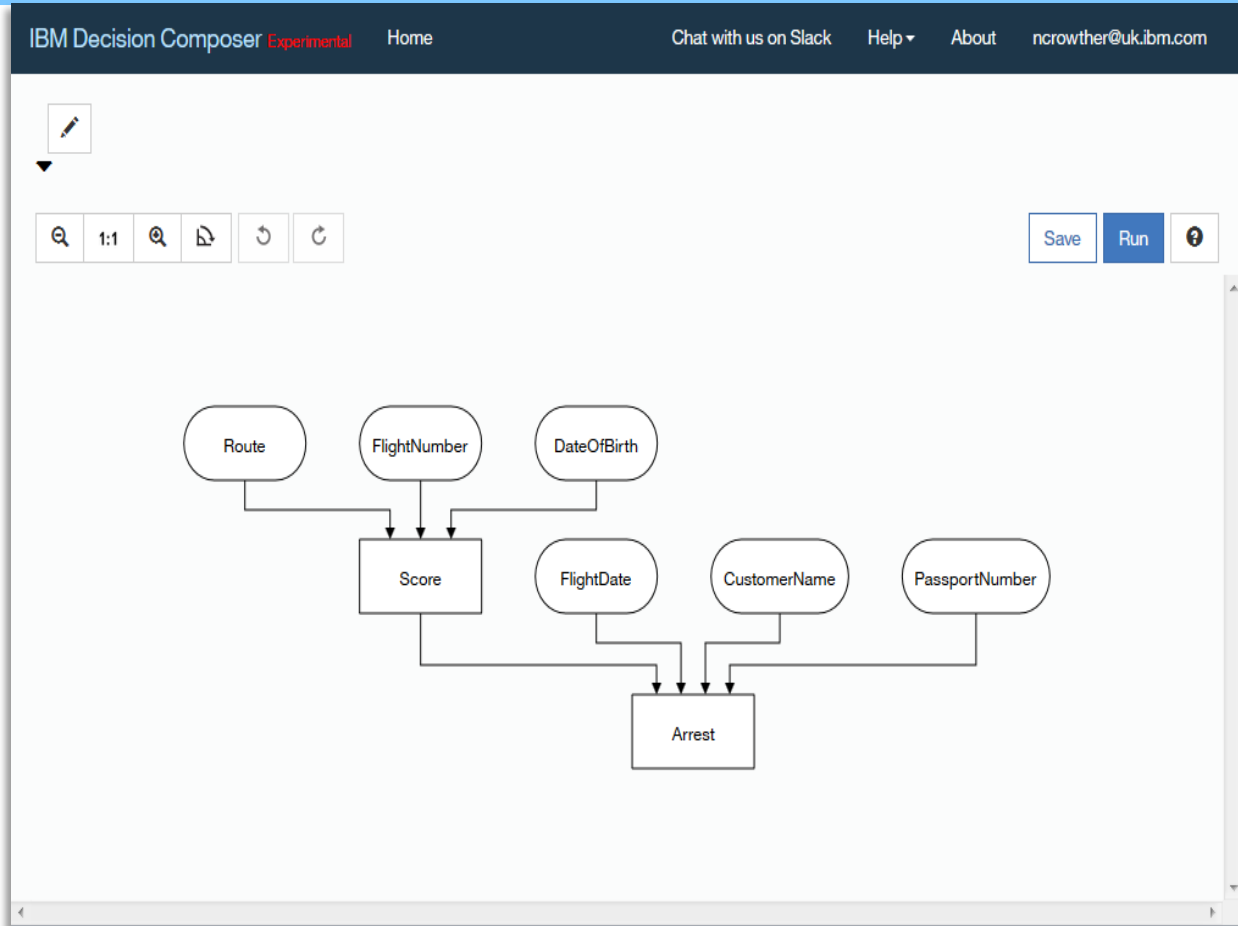 IBM Decision Composer Experimental Home Chat with us on Slack Help About ncrowther@uk.ibm.com
1:1 Save Run ?
Route FlightNumber DateOfBirth
Score FlightDate CustomerName PassportNumber
Arrest